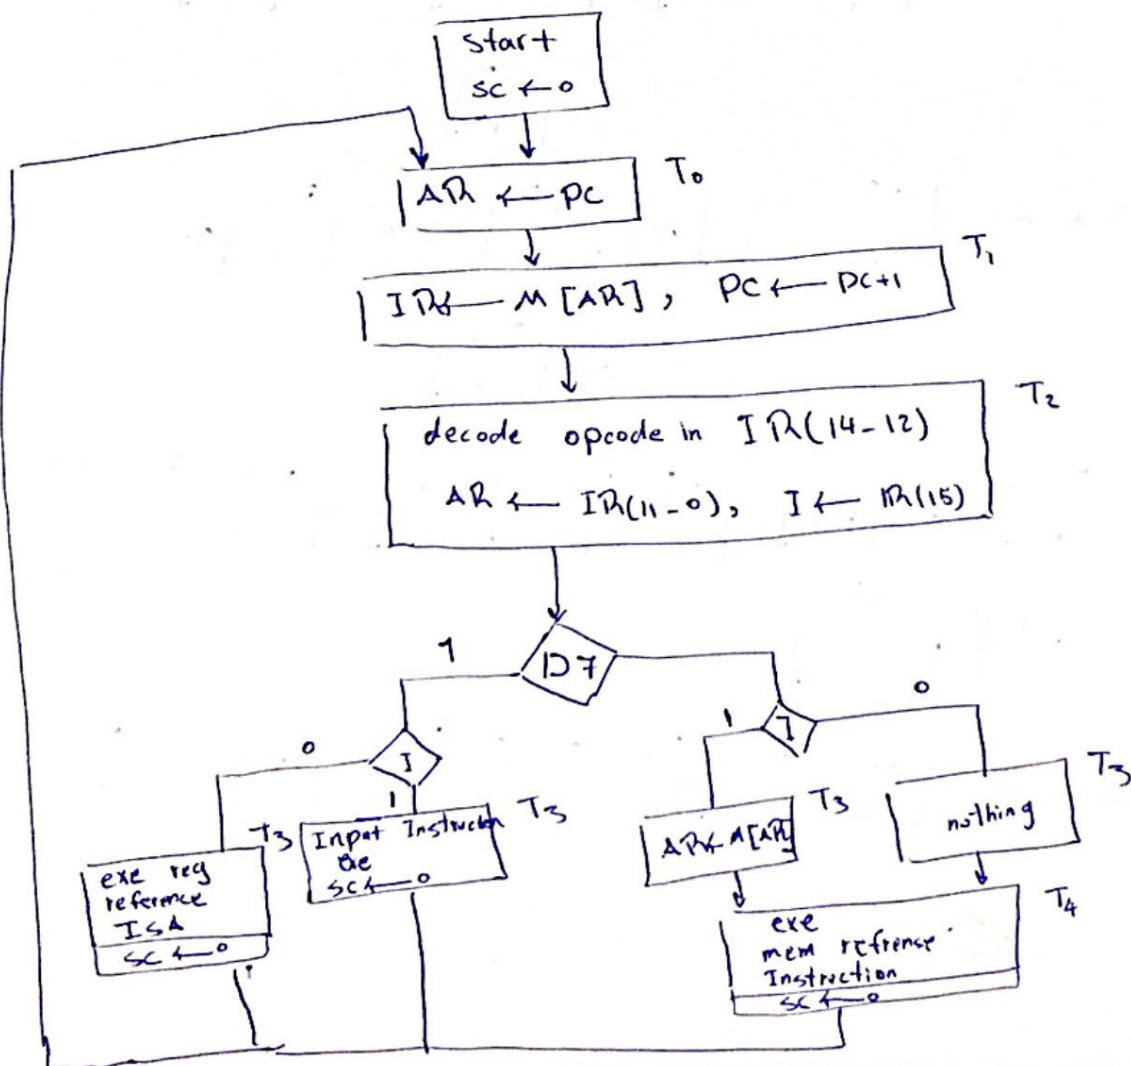 Start
SC ← 0
AR ← PC
T0
IR ← M [AR] , PC ← PC+1
T1
decode opcode in IR(14-12)
AR ← IR(11-0), I ← IR(15)
T2
D7
1
I
0
1
I
1
0
T3
exe reg
reference
ISA
SC ← 0
T3
Input Instruction
exe
SC ← 0
T3
AR ← M[AR]
T3
nothing
T4
exe
mem refrense
Instruction
SC ← 0